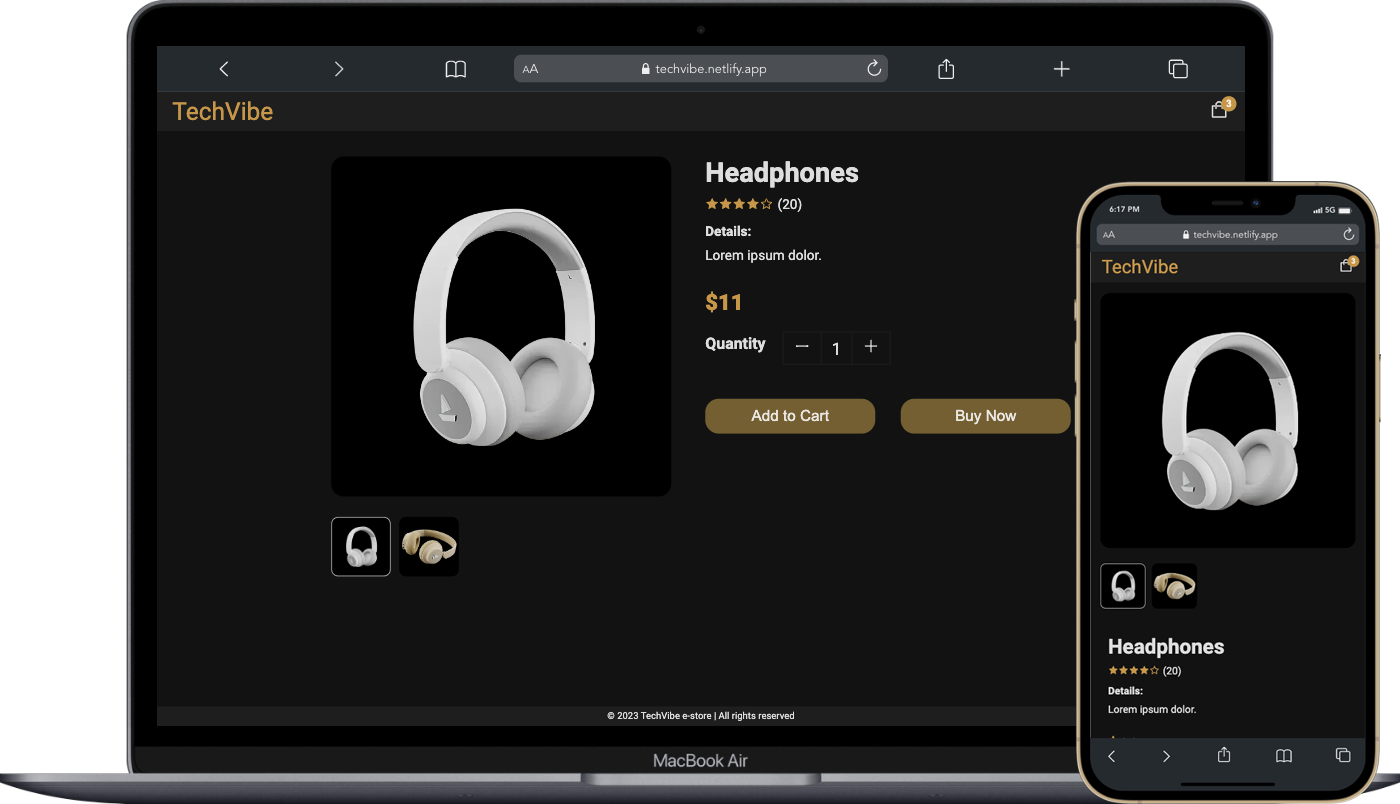 AA techvibe.netlify.app
TechVibe
3
Headphones
(20)
Details:
Lorem ipsum dolor.
$11
Quantity
1
Add to Cart
Buy Now
© 2023 TechVibe e-store | All rights reserved
MacBook Air
6:17 PM
5G
AA techvibe.netlify.app
TechVibe
3
Headphones
(20)
Details:
Lorem ipsum dolor.